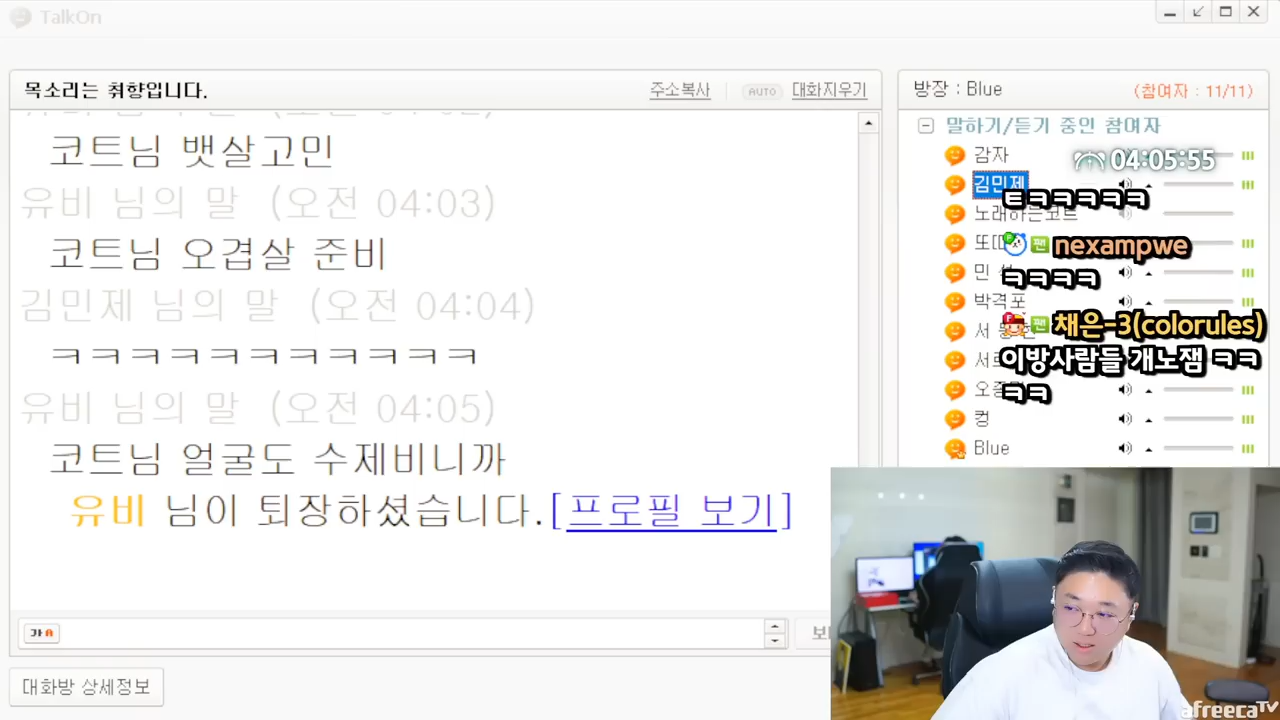 TalkOn
목소리는 취향입니다.
주소복사
AUTO
대화지우기
코트님 뱃살고민
유비 님의 말 (오전 04:03)
코트님 오겹살 준비
김민제 님의 말 (오전 04:04)
ㅋㅋㅋㅋㅋㅋㅋㅋㅋㅋㅋ
유비 님의 말 (오전 04:05)
코트님 얼굴도 수제비니까
유비 님이 퇴장하셨습니다.[프로필 보기]
가A
대화방 상세정보
방장 : Blue
(참여자 : 11/11)
말하기/듣기 중인 참여자
감자
04:05:55
김민제
ㅌㅋㅋㅋㅋㅋㅋ
노래하는코트
팬 nexampwe
ㅋㅋㅋㅋ
박격포
팬 채은-3(colorules)
이방사람들 개노잼 ㅋㅋ
ㅋㅋ
컹
Blue
afreecaTV